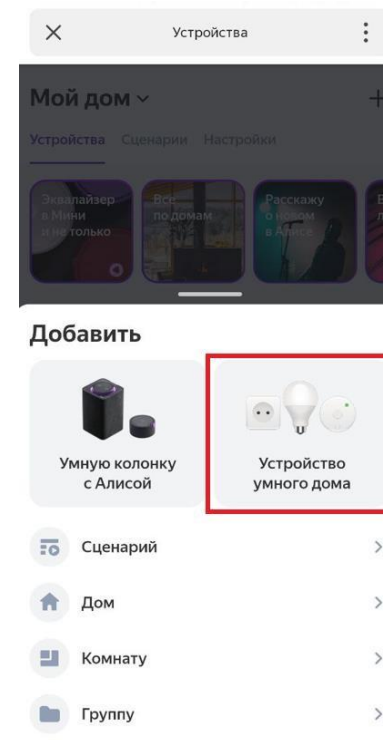 Устройства
Мой дом
Устройства Сценарии Настройки
Эквалайзер
в Мини
и не только
Все
по домам
Расскажу
о новом
в Алисе
Добавить
Умную колонку
с Алисой
Устройство
умного дома
Сценарий
Дом
Комнату
Группу